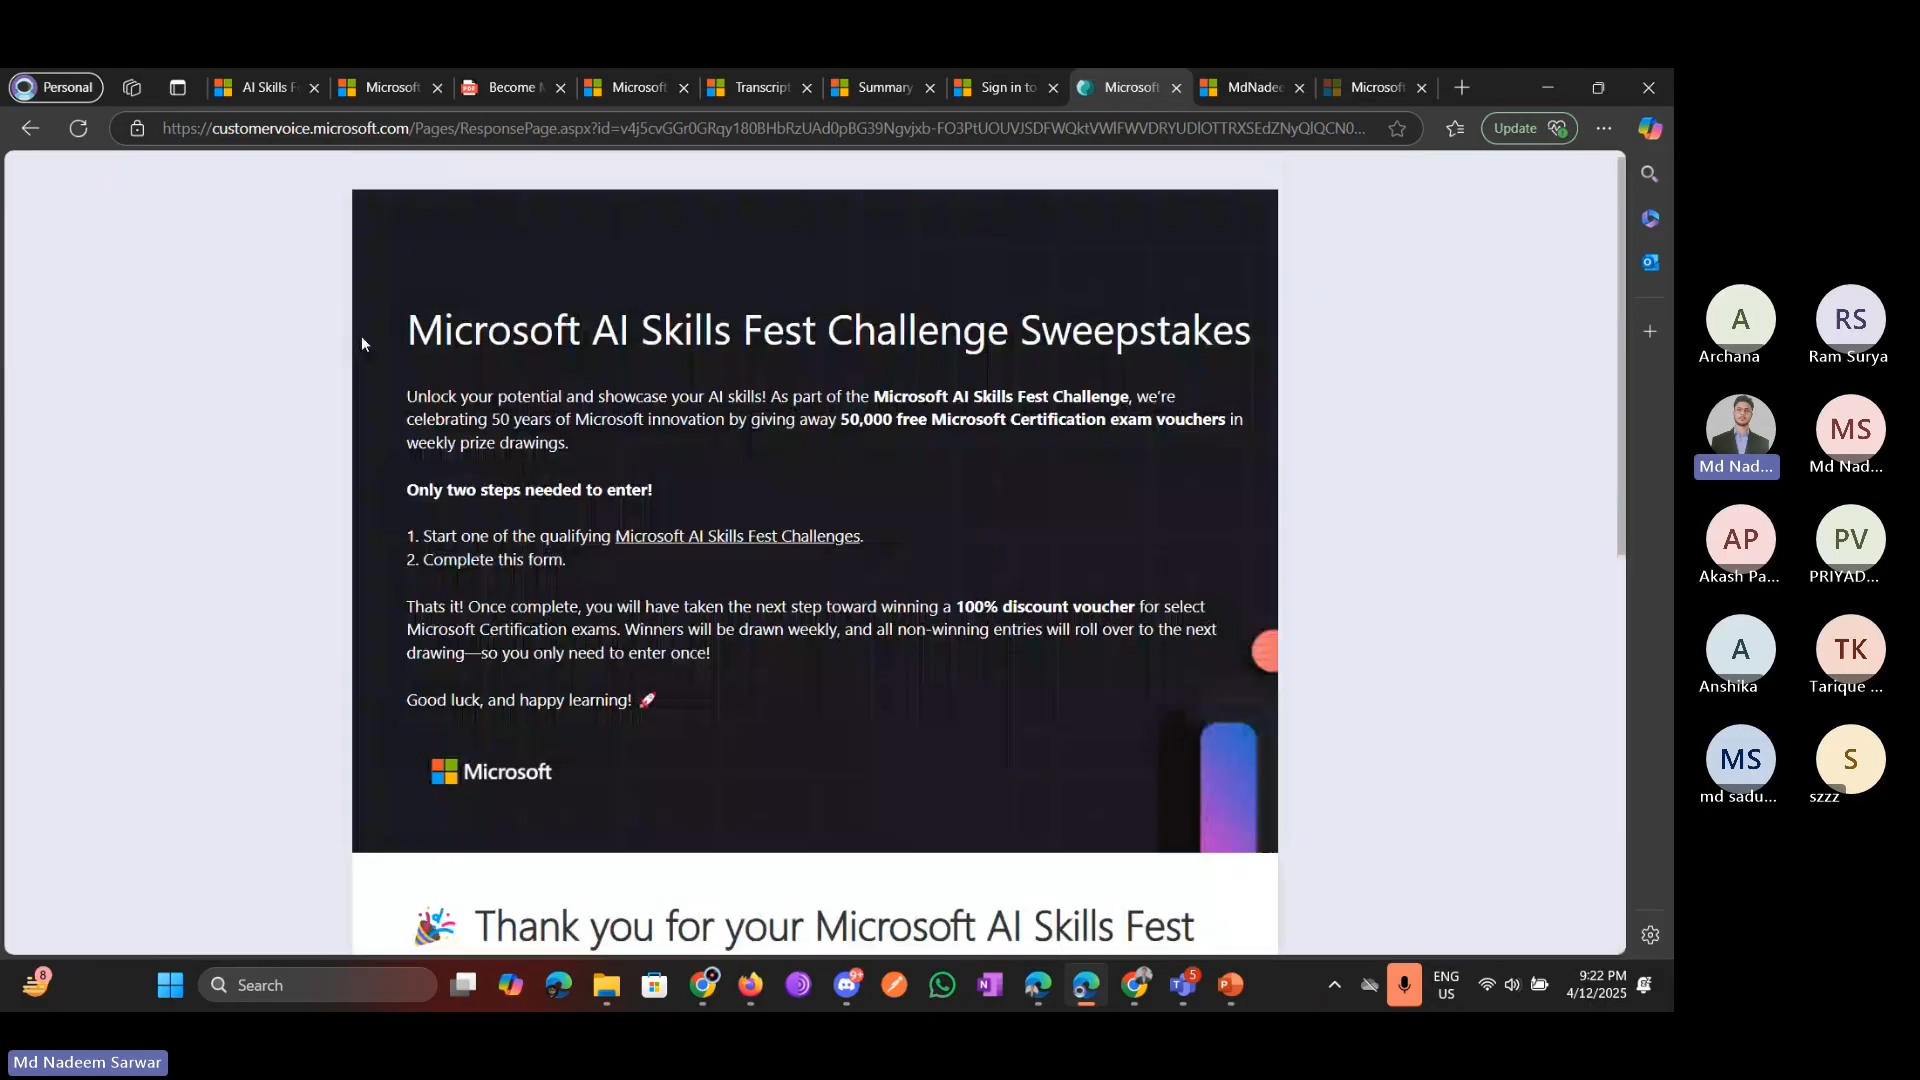 Personal
AI Skills F
Microsoft
Become M
Microsoft
Transcript
Summary
Sign in to
Microsoft
MdNadee
Microsoft
https://customervoice.microsoft.com/Pages/ResponsePage.aspx?id=v4j5cvGGr0GRqy180BHbRzUAd0pBG39Ngvjxb-FO3PtUOUVJSDFWQktVWlFWVDRYUDlOTTRXSEdZNyQlQCN0...
Update
Microsoft AI Skills Fest Challenge Sweepstakes
Unlock your potential and showcase your AI skills! As part of the Microsoft AI Skills Fest Challenge, we're
celebrating 50 years of Microsoft innovation by giving away 50,000 free Microsoft Certification exam vouchers in
weekly prize drawings.
Only two steps needed to enter!
1. Start one of the qualifying Microsoft AI Skills Fest Challenges.
2. Complete this form.
Thats it! Once complete, you will have taken the next step toward winning a 100% discount voucher for select
Microsoft Certification exams. Winners will be drawn weekly, and all non-winning entries will roll over to the next
drawing—so you only need to enter once!
Good luck, and happy learning! 🚀
Microsoft
🎉 Thank you for your Microsoft AI Skills Fest
A
Archana
RS
Ram Surya
Md Nad...
MS
Md Nad...
AP
Akash Pa...
PV
PRIYAD...
A
Anshika
TK
Tarique ...
MS
md sadu...
S
szzz
8
Search
9+
5
ENG
US
9:22 PM
4/12/2025
Md Nadeem Sarwar